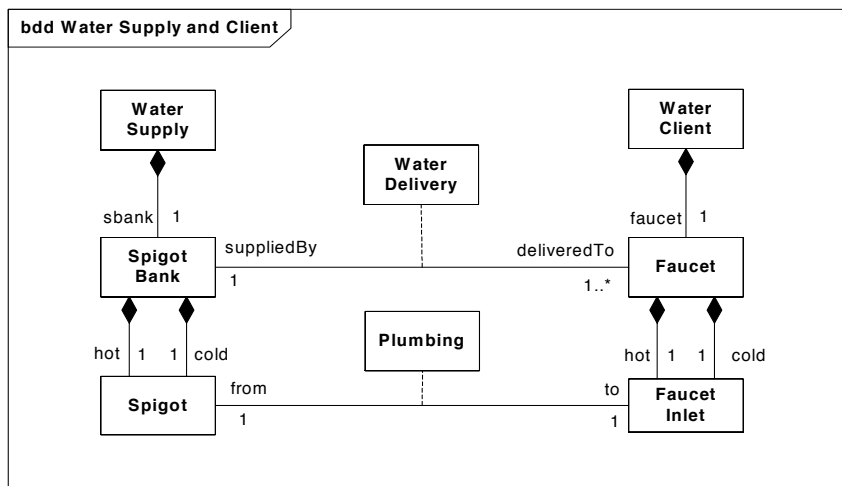 bdd Water Supply and Client
Water
Supply
Water
Client
Water
Delivery
sbank 1
faucet 1
Spigot
Bank
suppliedBy
1
deliveredTo
1..*
Faucet
hot 1 1 cold
Plumbing
hot 1 1 cold
Spigot
from
1
to
1
Faucet
Inlet